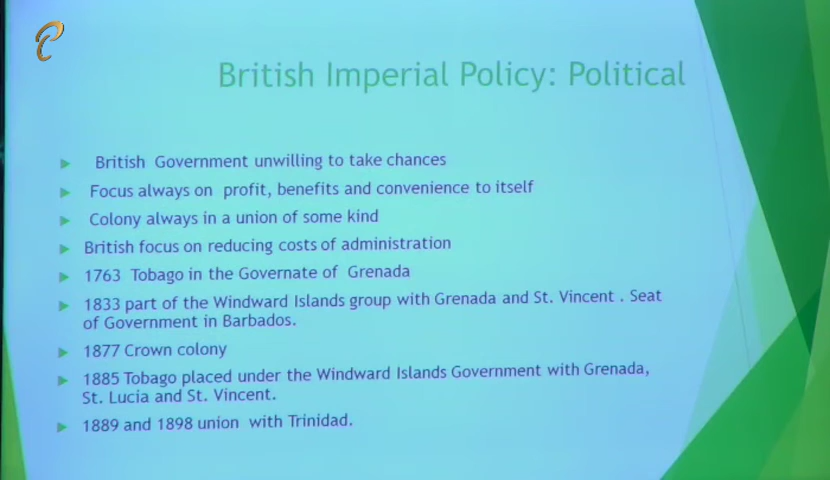 British Imperial Policy: Political
British Government unwilling to take chances
Focus always on profit, benefits and convenience to itself
Colony always in a union of some kind
British focus on reducing costs of administration
1763 Tobago in the Governate of Grenada
1833 part of the Windward Islands group with Grenada and St. Vincent . Seat
of Government in Barbados.
1877 Crown colony
1885 Tobago placed under the Windward Islands Government with Grenada,
St. Lucia and St. Vincent.
1889 and 1898 union with Trinidad.